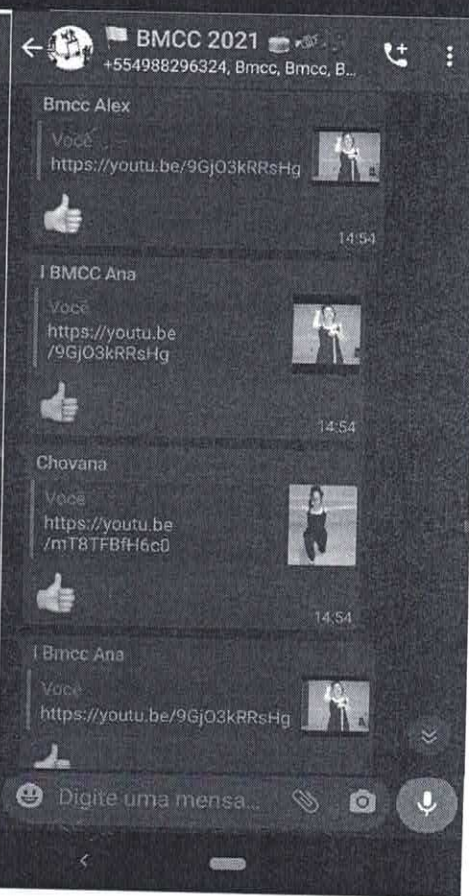 BMCC 2021
+554988296324, Bmcc, Bmcc, B...
Bmcc Alex
Você
https://youtu.be/9GjO3kRRsHg
14:54
I BMCC Ana
Você
https://youtu.be
/9GjO3kRRsHg
14:54
Chovana
Você
https://youtu.be
/mT8TFBfH6c0
14:54
I Bmcc Ana
Você
https://youtu.be/9GjO3kRRsHg
Digite uma mensa...